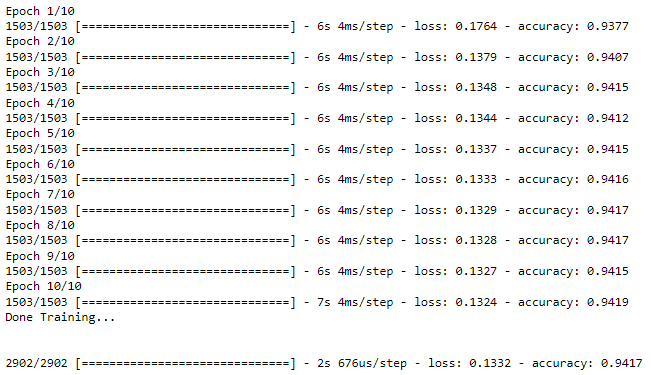 Epoch 1/10
1503/1503 [==============================] - 6s 4ms/step - loss: 0.1764 - accuracy: 0.9377
Epoch 2/10
1503/1503 [==============================] - 6s 4ms/step - loss: 0.1379 - accuracy: 0.9407
Epoch 3/10
1503/1503 [==============================] - 6s 4ms/step - loss: 0.1348 - accuracy: 0.9415
Epoch 4/10
1503/1503 [==============================] - 6s 4ms/step - loss: 0.1344 - accuracy: 0.9412
Epoch 5/10
1503/1503 [==============================] - 6s 4ms/step - loss: 0.1337 - accuracy: 0.9415
Epoch 6/10
1503/1503 [==============================] - 6s 4ms/step - loss: 0.1333 - accuracy: 0.9416
Epoch 7/10
1503/1503 [==============================] - 6s 4ms/step - loss: 0.1329 - accuracy: 0.9417
Epoch 8/10
1503/1503 [==============================] - 6s 4ms/step - loss: 0.1328 - accuracy: 0.9417
Epoch 9/10
1503/1503 [==============================] - 6s 4ms/step - loss: 0.1327 - accuracy: 0.9415
Epoch 10/10
1503/1503 [==============================] - 7s 4ms/step - loss: 0.1324 - accuracy: 0.9419
Done Training...
2902/2902 [==============================] - 2s 676us/step - loss: 0.1332 - accuracy: 0.9417